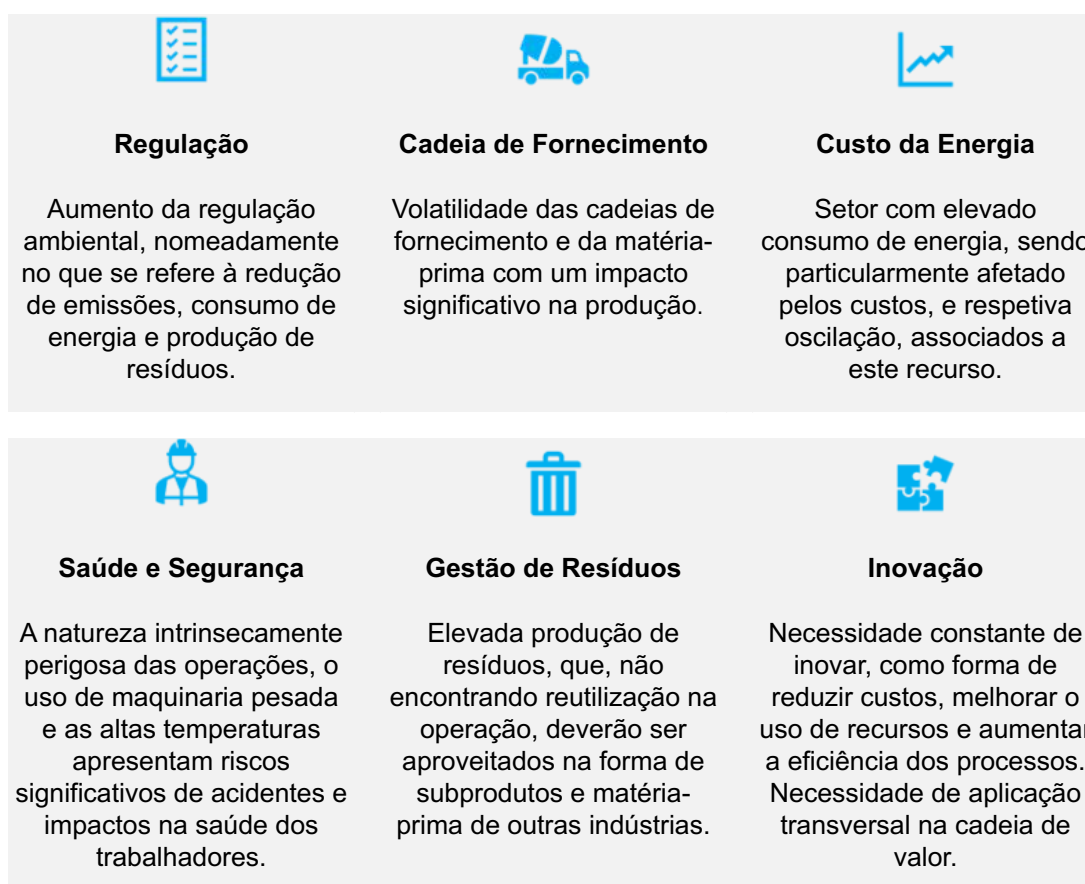 Regulação
Aumento da regulação
ambiental, nomeadamente
no que se refere à redução
de emissões, consumo de
energia e produção de
resíduos.
Cadeia de Fornecimento
Volatilidade das cadeias de
fornecimento e da matéria-
prima com um impacto
significativo na produção.
Custo da Energia
Setor com elevado
consumo de energia, sendo
particularmente afetado
pelos custos, e respetiva
oscilação, associados a
este recurso.
Saúde e Segurança
A natureza intrinsecamente
perigosa das operações, o
uso de maquinaria pesada
e as altas temperaturas
apresentam riscos
significativos de acidentes e
impactos na saúde dos
trabalhadores.
Gestão de Resíduos
Elevada produção de
resíduos, que, não
encontrando reutilização na
operação, deverão ser
aproveitados na forma de
subprodutos e matéria-
prima de outras indústrias.
Inovação
Necessidade constante de
inovar, como forma de
reduzir custos, melhorar o
uso de recursos e aumentar
a eficiência dos processos.
Necessidade de aplicação
transversal na cadeia de
valor.